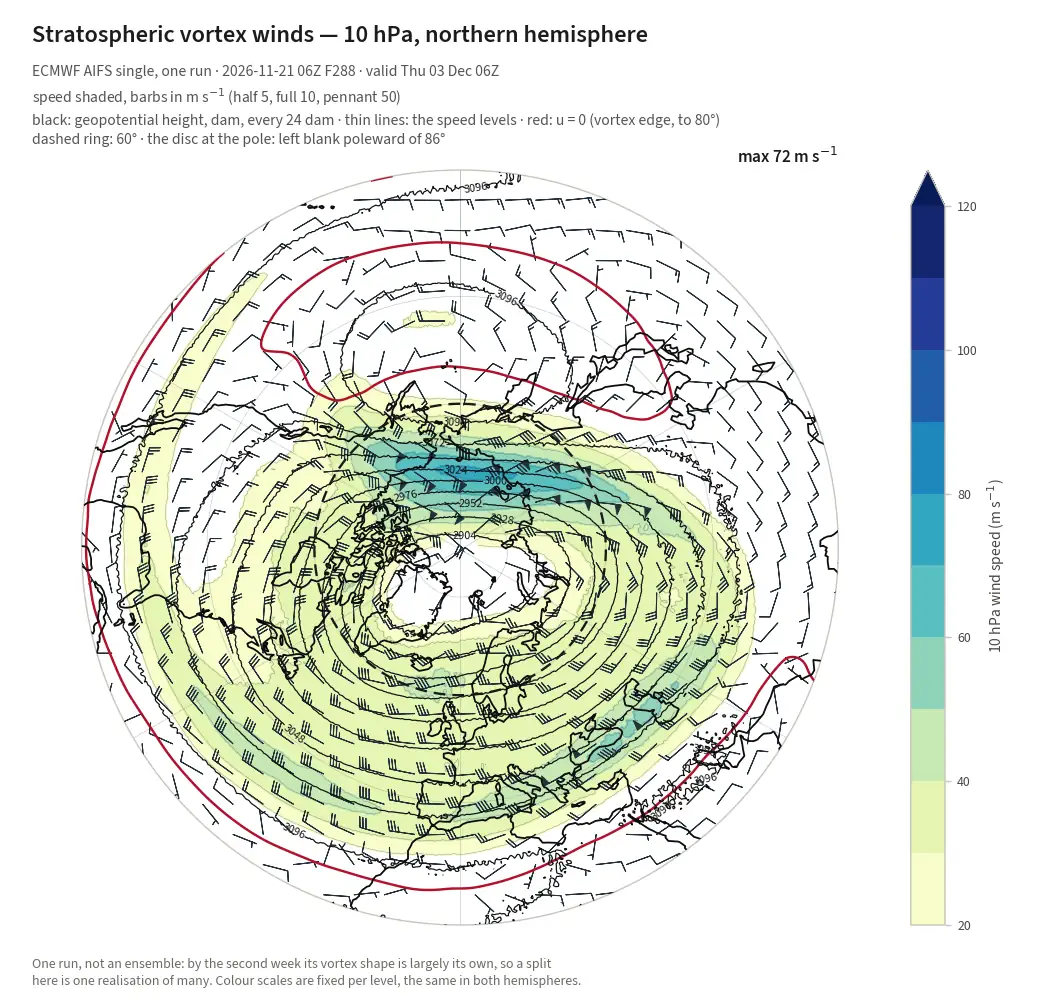 Stratospheric vortex winds — 10 hPa, northern hemisphere
ECMWF AIFS single, one run · 2026-11-21 06Z F288 · valid Thu 03 Dec 06Z
speed shaded, barbs in m s⁻¹ (half 5, full 10, pennant 50)
black: geopotential height, dam, every 24 dam · thin lines: the speed levels · red: u = 0 (vortex edge, to 80°)
dashed ring: 60° · the disc at the pole: left blank poleward of 86°
max 72 m s⁻¹
3096
3096
3024
3000
2976
2952
2928
2904
3048
3096
3096
120
100
80
60
40
20
10 hPa wind speed (m s⁻¹)
One run, not an ensemble: by the second week its vortex shape is largely its own, so a split
here is one realisation of many. Colour scales are fixed per level, the same in both hemispheres.